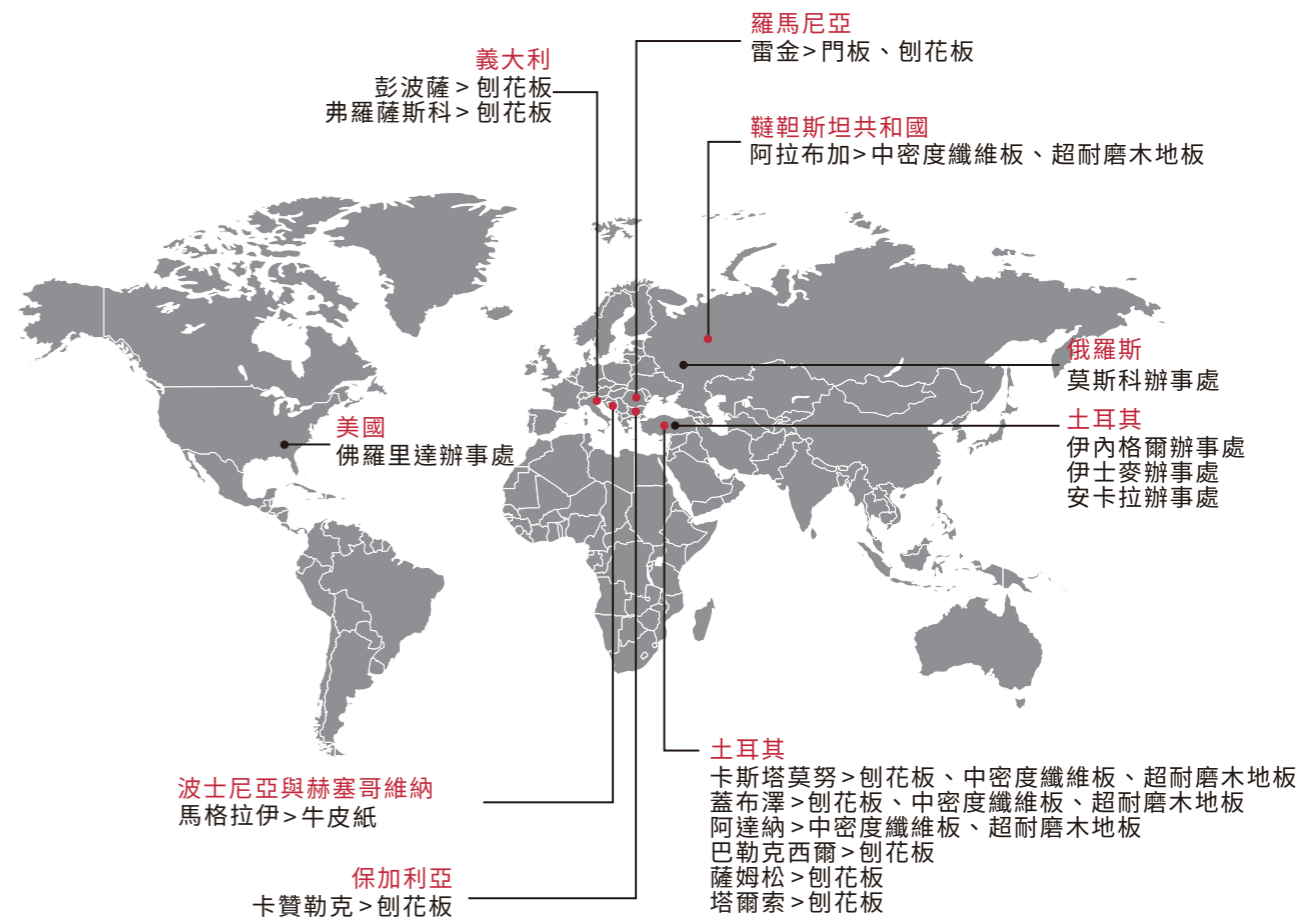 羅馬尼亞
雷金>門板、刨花板
義大利
彭波薩>刨花板
弗羅薩斯科>刨花板
韃靼斯坦共和國
阿拉布加>中密度纖維板、超耐磨木地板
俄羅斯
莫斯科辦事處
美國
佛羅里達辦事處
土耳其
伊內格爾辦事處
伊士麥辦事處
安卡拉辦事處
波士尼亞與赫塞哥維納
馬格拉伊>牛皮紙
土耳其
卡斯塔莫努>刨花板、中密度纖維板、超耐磨木地板
蓋布澤>刨花板、中密度纖維板、超耐磨木地板
阿達納>中密度纖維板、超耐磨木地板
巴勒克西爾>刨花板
薩姆松>刨花板
塔爾索>刨花板
保加利亞
卡贊勒克>刨花板